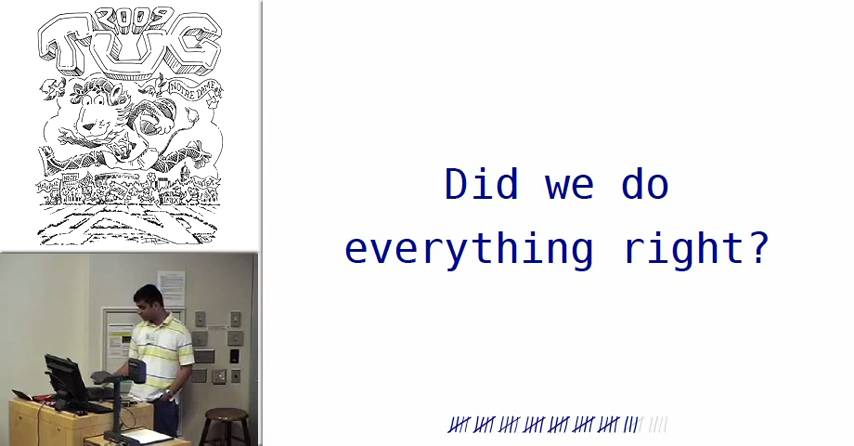 2009
TUG
NOTRE DAME
Did we do
everything right?